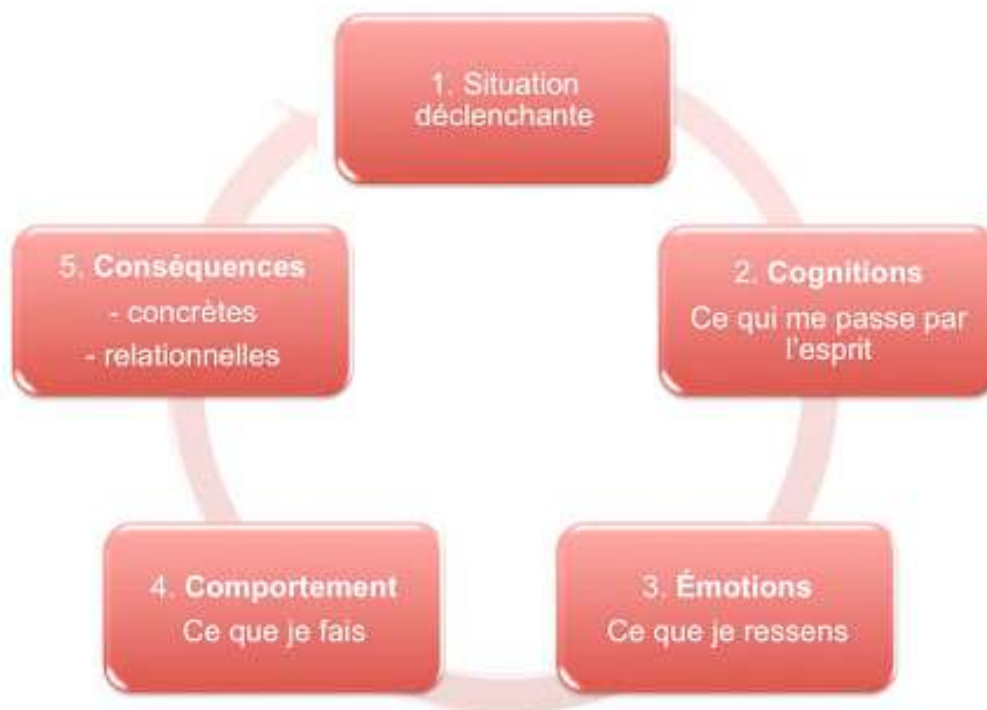 1. Situation
déclenchante
2. Cognitions
Ce qui me passe par
l'esprit
3. Émotions
Ce que je ressens
4. Comportement
Ce que je fais
5. Conséquences
- concrètes
- relationnelles